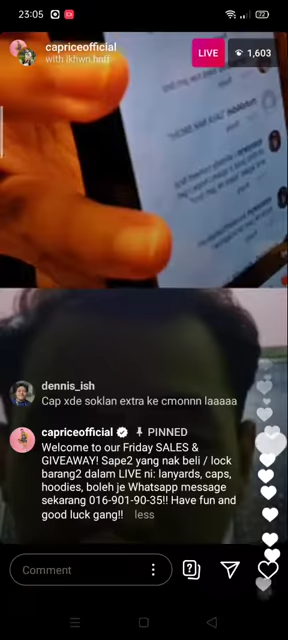 23:05
72
capriceofficial
with ikhwn.hnff
LIVE
1,603
dennis_ish
Cap xde soklan extra ke cmonnn laaaaa
capriceofficial PINNED
Welcome to our Friday SALES &
GIVEAWAY! Sape2 yang nak beli / lock
barang2 dalam LIVE ni: lanyards, caps,
hoodies, boleh je Whatsapp message
sekarang 016-901-90-35!! Have fun and
good luck gang!! less
Comment